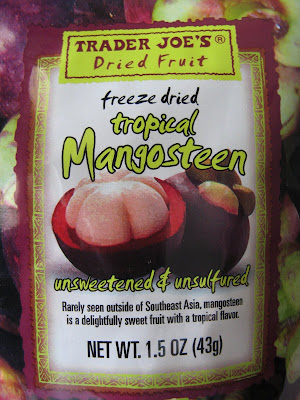 TRADER JOE'S®
Dried Fruit
freeze dried
tropical
Mangosteen
unsweetened & unsulfured
Rarely seen outside of Southeast Asia, mangosteen
is a delightfully sweet fruit with a tropical flavor.
NET WT. 1.5 OZ (43g)